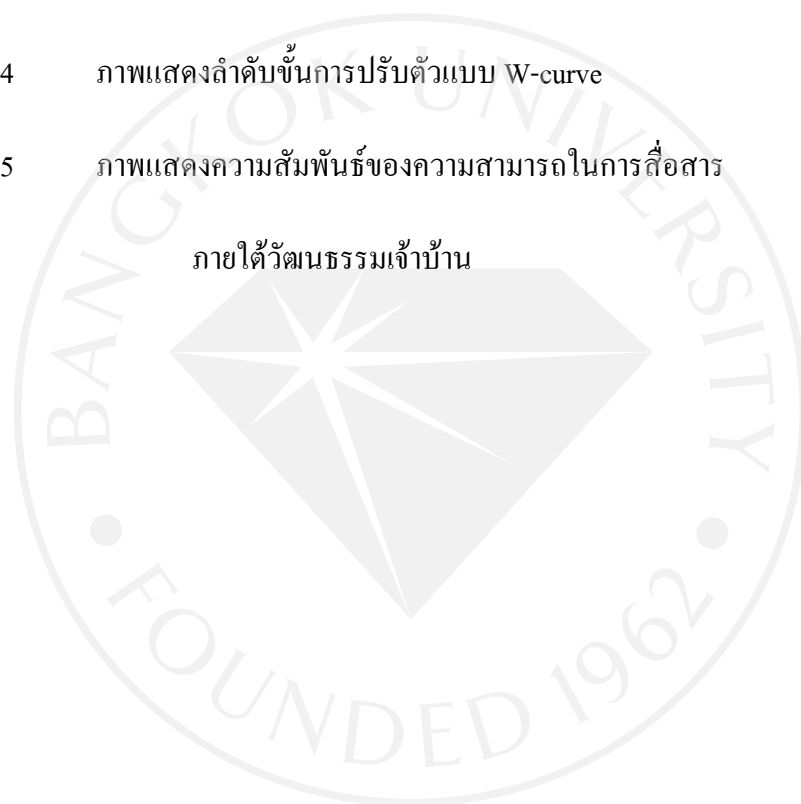 4 ภาพแสดงลำดับขั้นการปรับตัวแบบ W-curve
5 ภาพแสดงความสัมพันธ์ของความสามารถในการสื่อสาร
ภายใต้วัฒนธรรมเจ้าบ้าน
BANGKOK UNIVERSITY
FOUNDED 1962